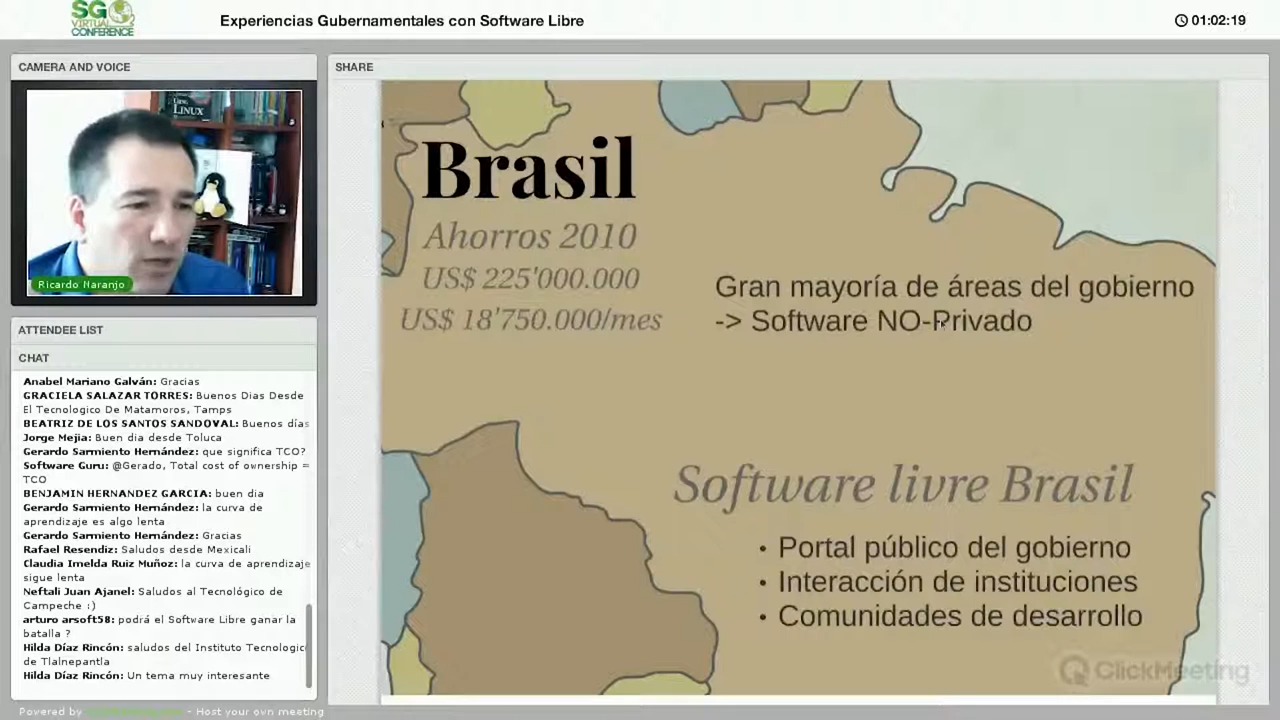 SG
VIRTUAL
CONFERENCE
Experiencias Gubernamentales con Software Libre
01:02:19
CAMERA AND VOICE
LINUX
Ricardo Naranjo
ATTENDEE LIST
CHAT
Anabel Mariano Galván: Gracias
GRACIELA SALAZAR TORRES: Buenos Dias Desde
El Tecnologico De Matamoros, Tamps
BEATRIZ DE LOS SANTOS SANDOVAL: Buenos días
Jorge Mejia: Buen dia desde Toluca
Gerardo Sarmiento Hernández: que significa TCO?
Software Guru: @Gerado, Total cost of ownership =
TCO
BENJAMIN HERNANDEZ GARCIA: buen dia
Gerardo Sarmiento Hernández: la curva de
aprendizaje es algo lenta
Gerardo Sarmiento Hernández: Gracias
Rafael Resendiz: Saludos desde Mexicali
Claudia Imelda Ruiz Muñoz: la curva de aprendizaje
sigue lenta
Neftali Juan Ajanel: Saludos al Tecnológico de
Campeche :)
arturo arsoft58: podrá el Software Libre ganar la
batalla ?
Hilda Díaz Rincón: saludos del Instituto Tecnologico
de Tlalnepantla
Hilda Díaz Rincón: Un tema muy interesante
Powered by - Host your own meeting
SHARE
Brasil
Ahorros 2010
US$ 225'000.000
US$ 18'750.000/mes
Gran mayoría de áreas del gobierno
-> Software NO-Privado
Software livre Brasil
• Portal público del gobierno
• Interacción de instituciones
• Comunidades de desarrollo
ClickMeeting